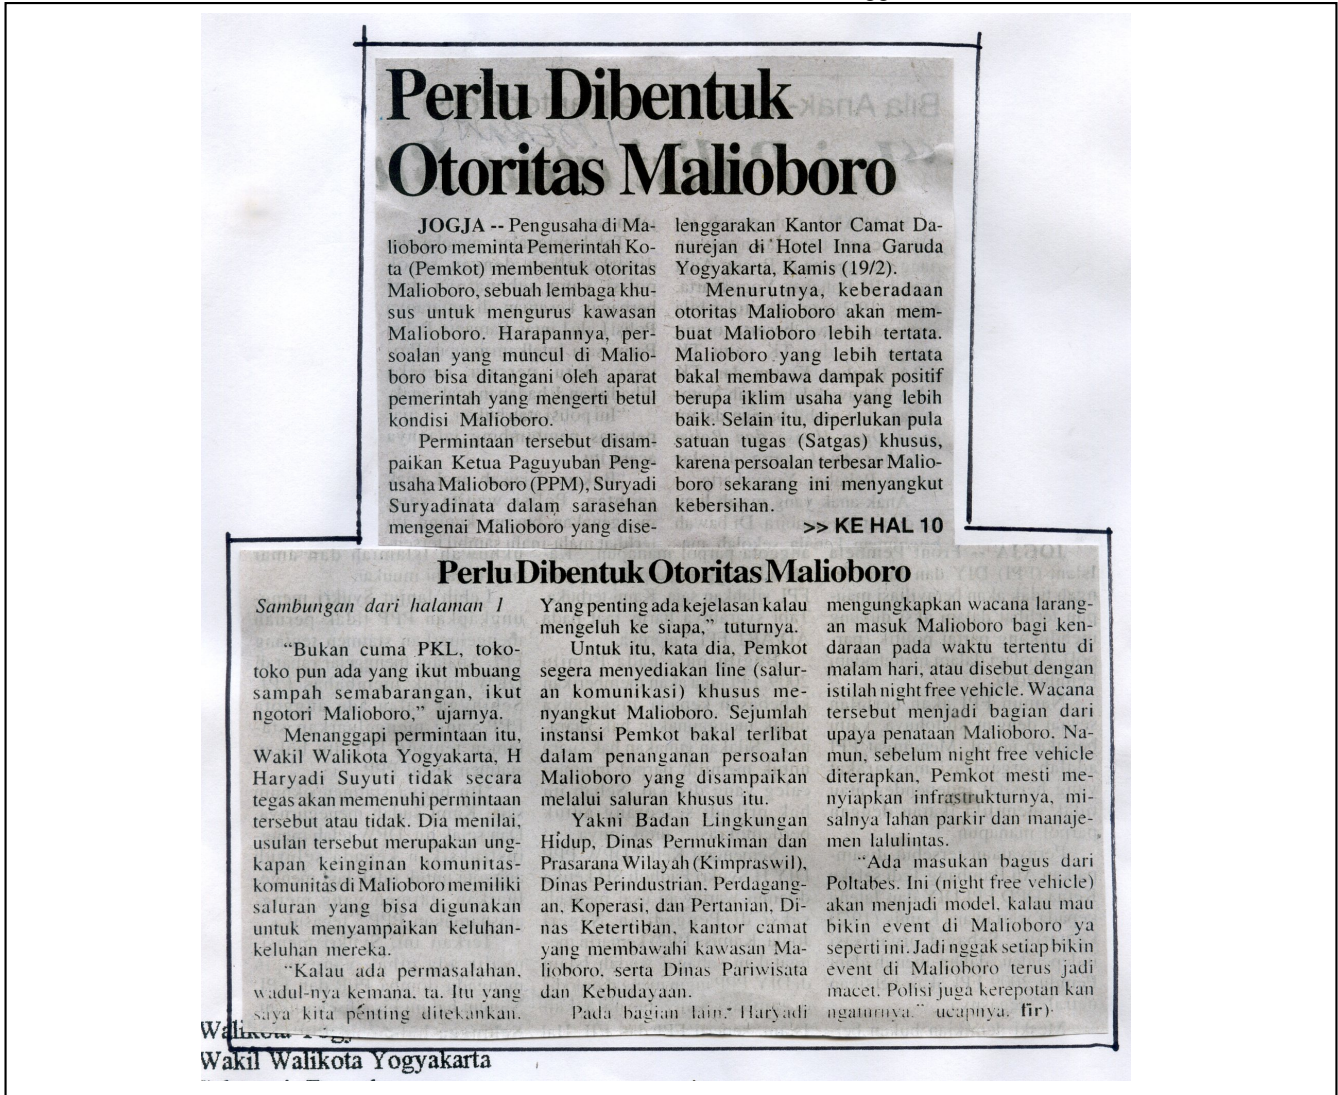 Perlu Dibentuk
Otoritas Malioboro
JOGJA -- Pengusaha di Ma-
lioboro meminta Pemerintah Ko-
ta (Pemkot) membentuk otoritas
Malioboro, sebuah lembaga khu-
sus untuk mengurus kawasan
Malioboro. Harapannya, per-
soalan yang muncul di Malio-
boro bisa ditangani oleh aparat
pemerintah yang mengerti betul
kondisi Malioboro.
Permintaan tersebut disam-
paikan Ketua Paguyuban Peng-
usaha Malioboro (PPM), Suryadi
Suryadinata dalam sarasehan
mengenai Malioboro yang dise-
lenggarakan Kantor Camat Da-
nurejan di Hotel Inna Garuda
Yogyakarta, Kamis (19/2).
Menurutnya, keberadaan
otoritas Malioboro akan mem-
buat Malioboro lebih tertata.
Malioboro yang lebih tertata
bakal membawa dampak positif
berupa iklim usaha yang lebih
baik. Selain itu, diperlukan pula
satuan tugas (Satgas) khusus,
karena persoalan terbesar Malio-
boro sekarang ini menyangkut
kebersihan.
>> KE HAL 10
Perlu Dibentuk Otoritas Malioboro
Sambungan dari halaman 1
“Bukan cuma PKL, toko-
toko pun ada yang ikut mbuang
sampah semabarangan, ikut
ngotori Malioboro,” ujarnya.
Menanggapi permintaan itu,
Wakil Walikota Yogyakarta, H
Haryadi Suyuti tidak secara
tegas akan memenuhi permintaan
tersebut atau tidak. Dia menilai,
usulan tersebut merupakan ung-
kapan keinginan komunitas-
komunitas di Malioboro memiliki
saluran yang bisa digunakan
untuk menyampaikan keluhan-
keluhan mereka.
“Kalau ada permasalahan,
wadul-nya kemana, ta. Itu yang
saya kita penting ditekankan.
Yang penting ada kejelasan kalau
mengeluh ke siapa,” tuturnya.
Untuk itu, kata dia, Pemkot
segera menyediakan line (salur-
an komunikasi) khusus me-
nyangkut Malioboro. Sejumlah
instansi Pemkot bakal terlibat
dalam penanganan persoalan
Malioboro yang disampaikan
melalui saluran khusus itu.
Yakni Badan Lingkungan
Hidup, Dinas Permukiman dan
Prasarana Wilayah (Kimpraswil),
Dinas Perindustrian, Perdagang-
an, Koperasi, dan Pertanian, Di-
nas Ketertiban, kantor camat
yang membawahi kawasan Ma-
lioboro, serta Dinas Pariwisata
dan Kebudayaan.
Pada bagian lain, Haryadi
mengungkapkan wacana larang-
an masuk Malioboro bagi ken-
daraan pada waktu tertentu di
malam hari, atau disebut dengan
istilah night free vehicle. Wacana
tersebut menjadi bagian dari
upaya penataan Malioboro. Na-
mun, sebelum night free vehicle
diterapkan, Pemkot mesti me-
nyiapkan infrastrukturnya, mi-
salnya lahan parkir dan manaje-
men lalulintas.
“Ada masukan bagus dari
Poltabes. Ini (night free vehicle)
akan menjadi model, kalau mau
bikin event di Malioboro ya
seperti ini. Jadi nggak setiap bikin
event di Malioboro terus jadi
macet. Polisi juga kerepotan kan
ngaturnya,” ucapnya. fir)
Walikota
Wakil Walikota Yogyakarta